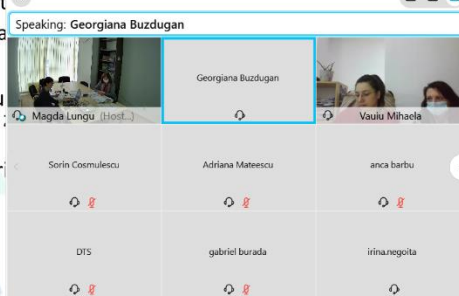 Speaking: Georgiana Buzdugan
Magda Lungu (Host...)
Georgiana Buzdugan
Vauiu Mihaela
Sorin Cosmulescu
Adriana Mateescu
anca barbu
DTS
gabriel burada
irina.negoita